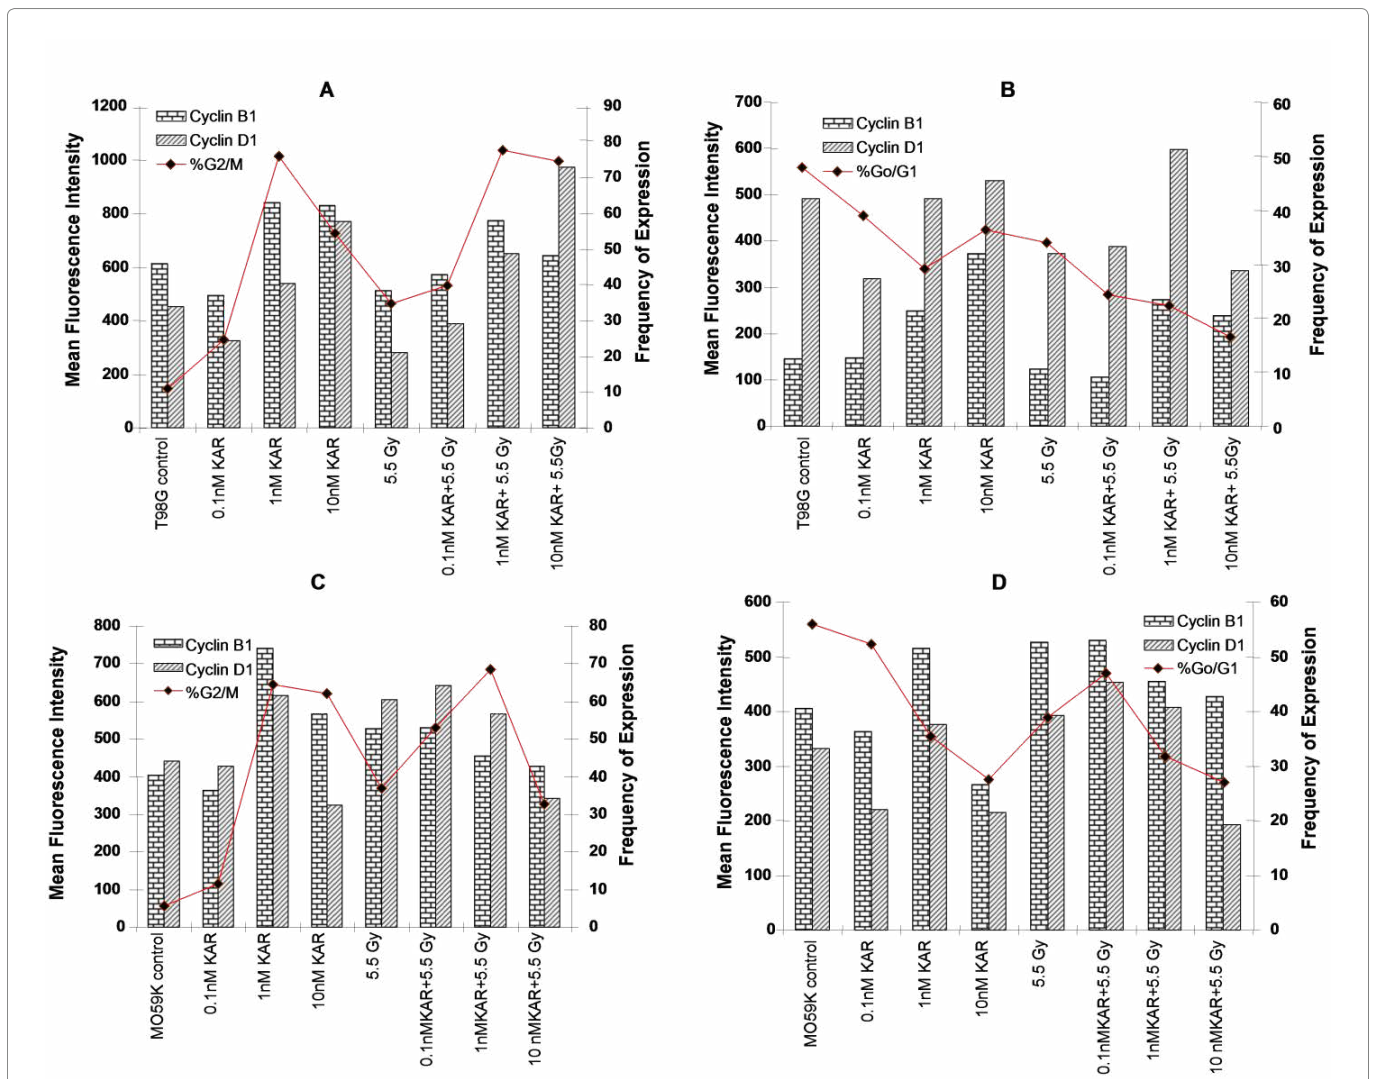 A
Mean Fluorescence Intensity
1200
1000
800
600
400
200
0
Cyclin B1
Cyclin D1
%G2/M
90
80
70
60
50
40
30
20
10
0
Frequency of Expression
T98G control
0.1nM KAR
1nM KAR
10nM KAR
5.5 Gy
0.1nM KAR+5.5 Gy
1nM KAR+ 5.5 Gy
10nM KAR+ 5.5Gy
B
Mean Fluorescence Intensity
700
600
500
400
300
200
100
0
Cyclin B1
Cyclin D1
%Go/G1
60
50
40
30
20
10
0
Frequency of Expression
T98G control
0.1nM KAR
1nM KAR
10nM KAR
5.5 Gy
0.1nM KAR+5.5 Gy
1nM KAR+ 5.5 Gy
10nM KAR+ 5.5Gy
C
Mean Fluorescence Intensity
800
700
600
500
400
300
200
100
0
Cyclin B1
Cyclin D1
%G2/M
80
70
60
50
40
30
20
10
0
Frequency of Expression
MO59K control
0.1nM KAR
1nM KAR
10nM KAR
5.5 Gy
0.1nMKAR+5.5 Gy
1nMKAR+5.5 Gy
10 nMKAR+5.5 Gy
D
Mean Fluorescence Intensity
600
500
400
300
200
100
0
Cyclin B1
Cyclin D1
%Go/G1
60
50
40
30
20
10
0
Frequency of Expression
MO59K control
0.1nM KAR
1nM KAR
10nM KAR
5.5 Gy
0.1nMKAR+5.5 Gy
1nMKAR+5.5 Gy
10 nMKAR+5.5 Gy